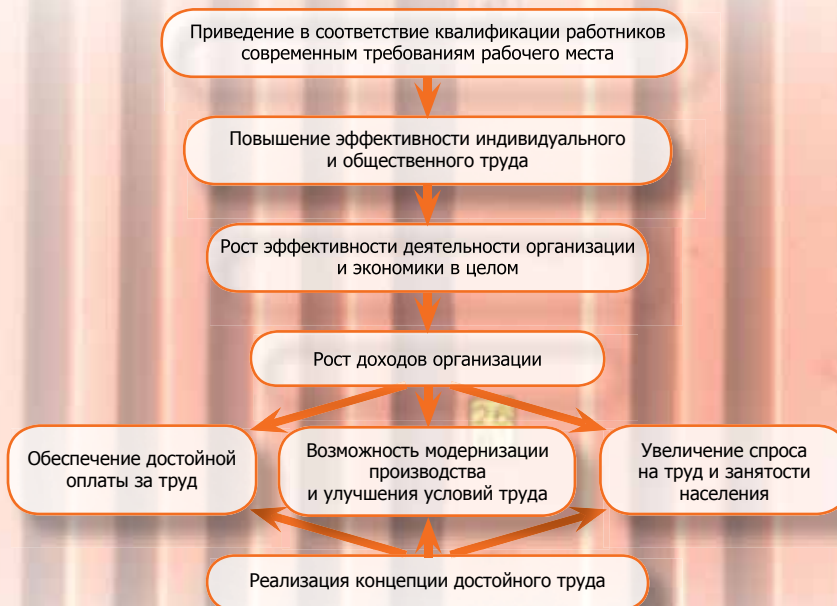 Приведение в соответствие квалификации работников
современным требованиям рабочего места
Повышение эффективности индивидуального
и общественного труда
Рост эффективности деятельности организации
и экономики в целом
Рост доходов организации
Обеспечение достойной
оплаты за труд
Возможность модернизации
производства
и улучшения условий труда
Увеличение спроса
на труд и занятости
населения
Реализация концепции достойного труда